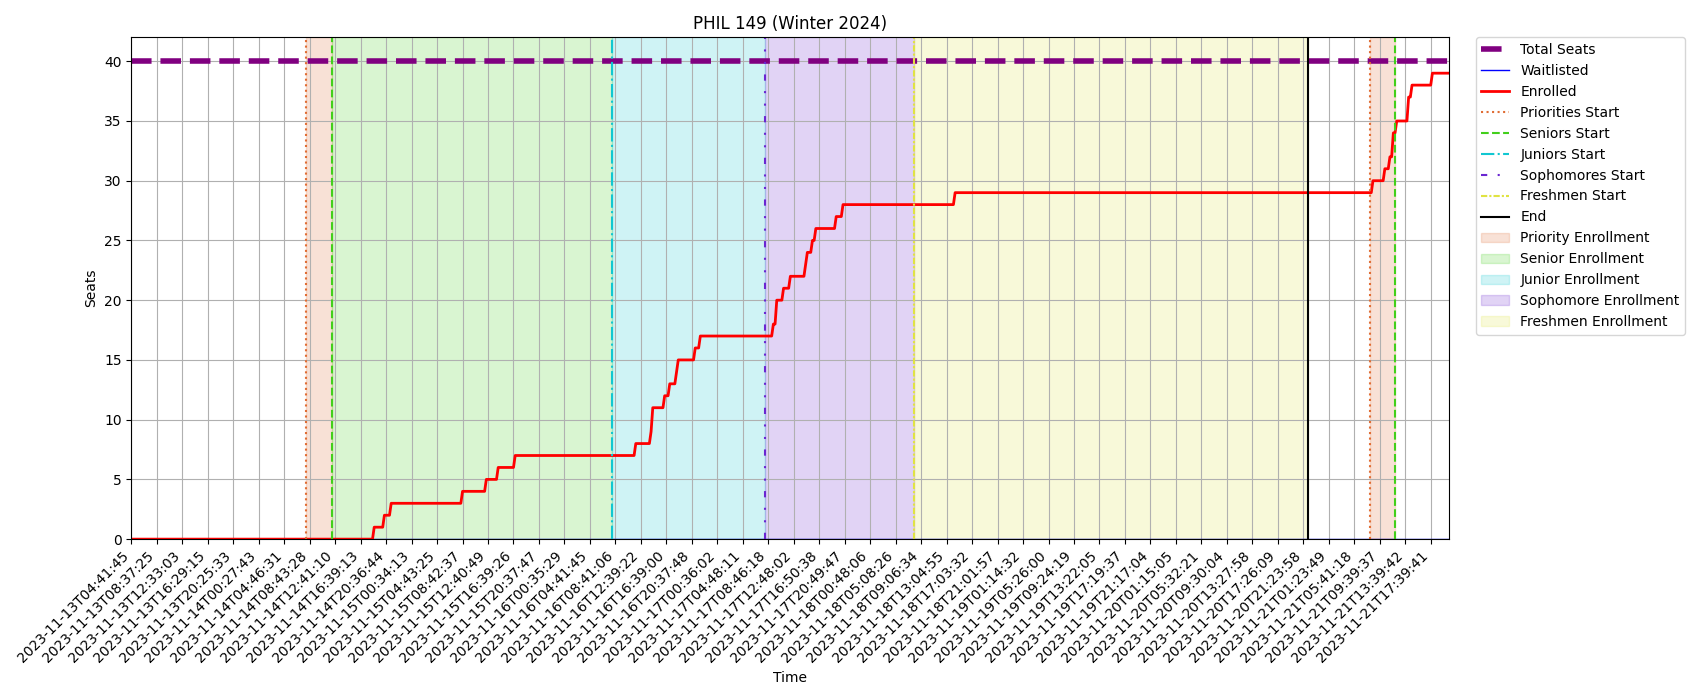 PHIL 149 (Winter 2024)
Seats
40
35
30
25
20
15
10
5
0
2023-11-13T04:41:45
2023-11-13T08:37:25
2023-11-13T12:33:03
2023-11-13T16:29:15
2023-11-13T20:25:33
2023-11-14T00:27:43
2023-11-14T04:46:31
2023-11-14T08:43:28
2023-11-14T12:41:10
2023-11-14T16:39:13
2023-11-14T20:36:44
2023-11-15T00:34:13
2023-11-15T04:43:25
2023-11-15T08:42:37
2023-11-15T12:40:49
2023-11-15T16:39:26
2023-11-15T20:37:47
2023-11-16T00:35:29
2023-11-16T04:41:45
2023-11-16T08:41:06
2023-11-16T12:39:22
2023-11-16T16:39:00
2023-11-16T20:37:48
2023-11-17T00:36:02
2023-11-17T04:48:11
2023-11-17T08:46:18
2023-11-17T12:48:02
2023-11-17T16:50:38
2023-11-17T20:49:47
2023-11-18T00:48:06
2023-11-18T05:08:26
2023-11-18T09:06:34
2023-11-18T13:04:55
2023-11-18T17:03:32
2023-11-18T21:01:57
2023-11-19T01:14:32
2023-11-19T05:26:00
2023-11-19T09:24:19
2023-11-19T13:22:05
2023-11-19T17:19:37
2023-11-19T21:17:04
2023-11-20T01:15:05
2023-11-20T05:32:21
2023-11-20T09:30:04
2023-11-20T13:27:58
2023-11-20T17:26:09
2023-11-20T21:23:58
2023-11-21T01:23:49
2023-11-21T05:41:18
2023-11-21T09:39:37
2023-11-21T13:39:42
2023-11-21T17:39:41
Time
Total Seats
Waitlisted
Enrolled
Priorities Start
Seniors Start
Juniors Start
Sophomores Start
Freshmen Start
End
Priority Enrollment
Senior Enrollment
Junior Enrollment
Sophomore Enrollment
Freshmen Enrollment